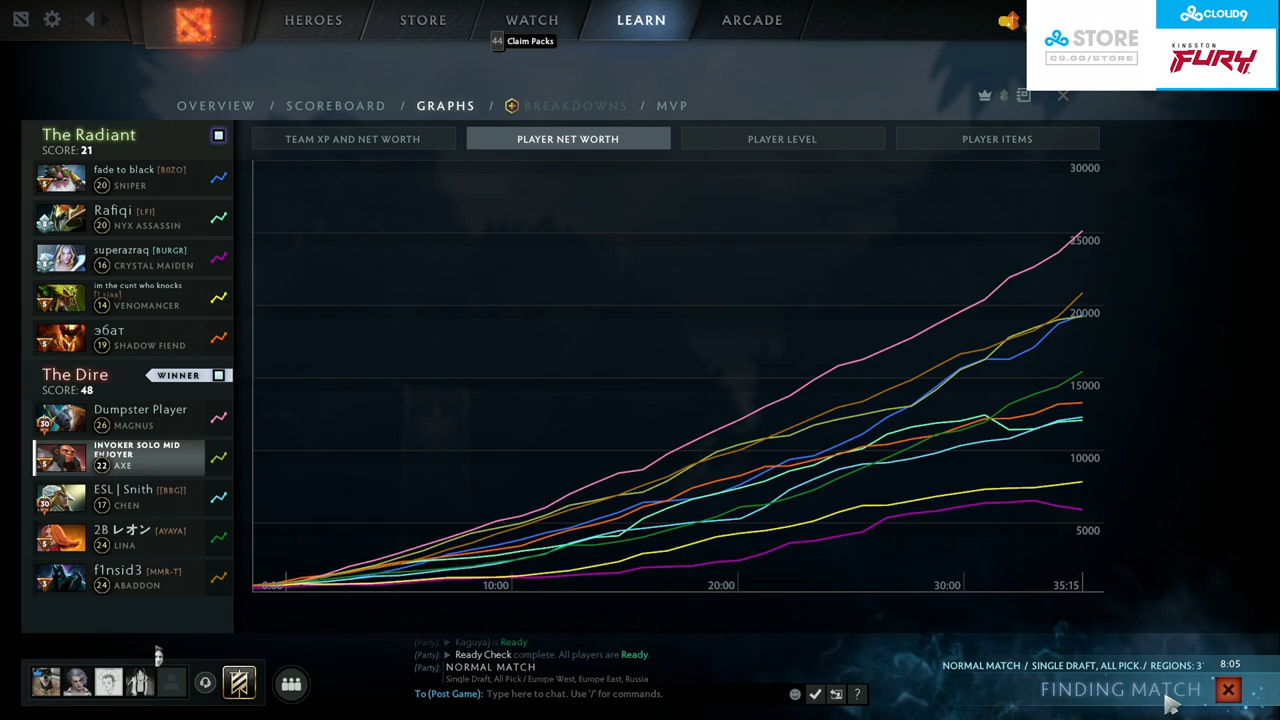 HEROES
STORE
WATCH
LEARN
ARCADE
44 Claim Packs
STORE
C9.GG/STORE
CLOUD9
KINGSTON
FURY
OVERVIEW / SCOREBOARD / GRAPHS / BREAKDOWNS / MVP
The Radiant
SCORE: 21
TEAM XP AND NET WORTH
PLAYER NET WORTH
PLAYER LEVEL
PLAYER ITEMS
fade to black [B0ZO]
20 SNIPER
Rafiqi [LFI]
20 NYX ASSASSIN
superazraq [BURGR]
16 CRYSTAL MAIDEN
im the cunt who knocks
14 VENOMANCER
эбат
19 SHADOW FIEND
The Dire
WINNER
SCORE: 48
Dumpster Player
26 MAGNUS
INVOKER SOLO MID
ENJOYER
22 AXE
ESL | Snith [[BBG]]
17 CHEN
2B レオン [AYAYA]
24 LINA
f1nsid3 [MMR-T]
24 ABADDON
30000
25000
20000
15000
10000
5000
0:00
10:00
20:00
30:00
35:15
(Party): Kaguya) is Ready.
(Party): Ready Check complete. All players are Ready.
(Party): NORMAL MATCH
Single Draft, All Pick / Europe West, Europe East, Russia
To (Post Game): Type here to chat. Use '/' for commands.
NORMAL MATCH / SINGLE DRAFT, ALL PICK / REGIONS: 3
8:05
FINDING MATCH